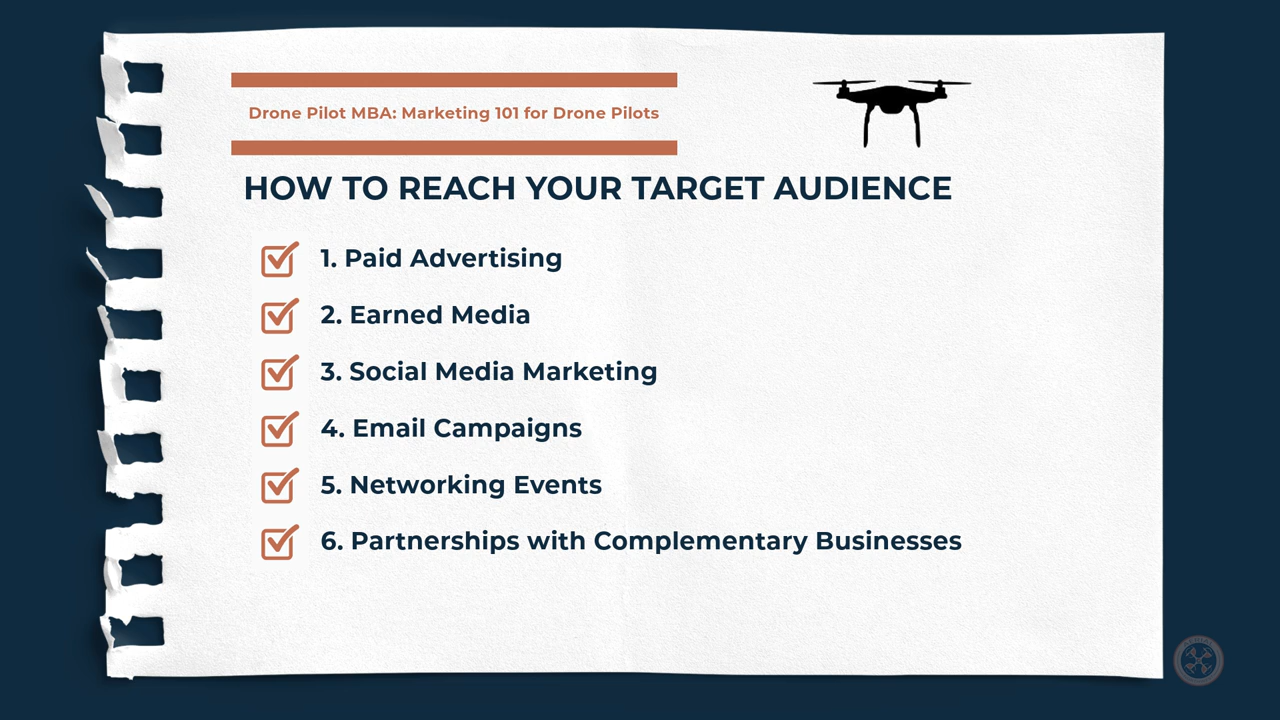 Drone Pilot MBA: Marketing 101 for Drone Pilots
HOW TO REACH YOUR TARGET AUDIENCE
1. Paid Advertising
2. Earned Media
3. Social Media Marketing
4. Email Campaigns
5. Networking Events
6. Partnerships with Complementary Businesses